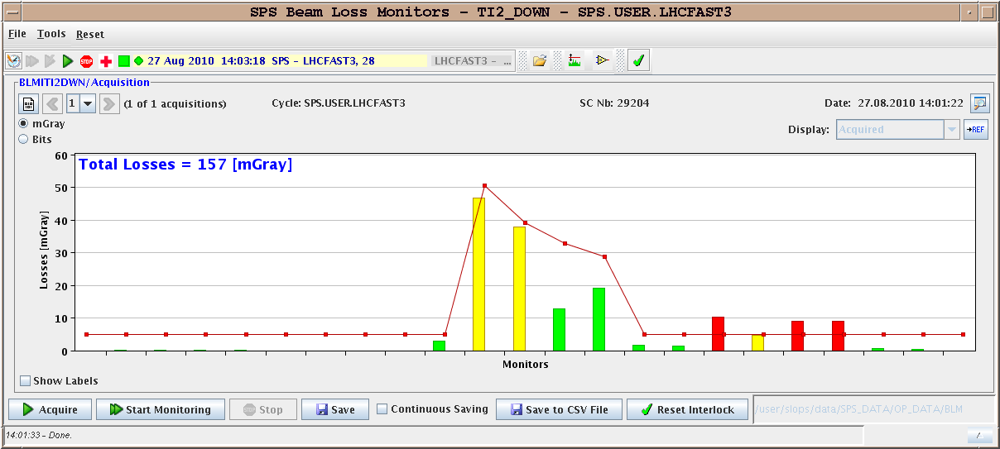 SPS Beam Loss Monitors - TI2_DOWN - SPS.USER.LHCFAST3
File Tools Reset
STOP 27 Aug 2010 14:03:18 SPS - LHCFAST3, 28 LHCFAST3 - ...
BLMITI2DWN/Acquisition
1 (1 of 1 acquisitions) Cycle: SPS.USER.LHCFAST3 SC Nb: 29204 Date: 27.08.2010 14:01:22
mGray
Display: Acquired →REF
Bits
60
Total Losses = 157 [mGray]
50
40
30
20
10
0
Losses [mGray]
Monitors
Show Labels
Acquire Start Monitoring STOP Stop Save Continuous Saving Save to CSV File Reset Interlock /user/slops/data/SPS_DATA/OP_DATA/BLM
14:01:33 - Done.